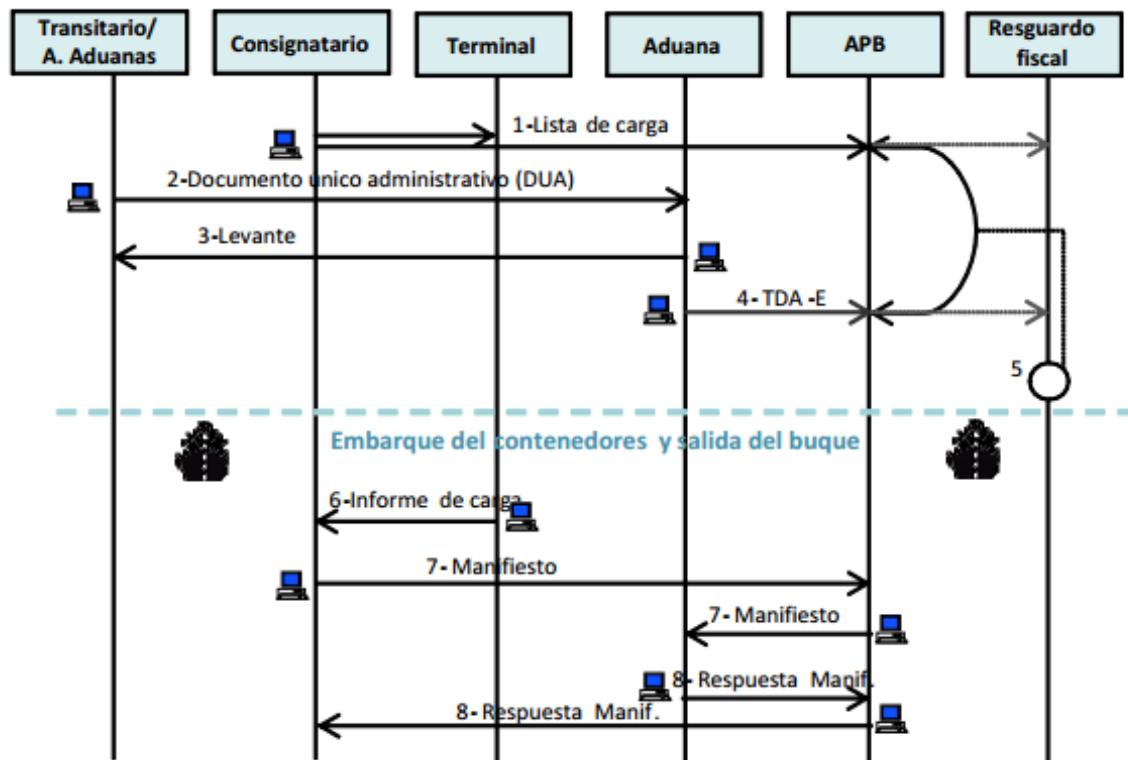 Transitario/
A. Aduanas
Consignatario
Terminal
Aduana
APB
Resguardo
fiscal
1-Lista de carga
2-Documento unico administrativo (DUA)
3-Levante
4- TDA -E
5
Embarque del contenedores y salida del buque
6-Informe de carga
7- Manifiesto
7- Manifiesto
8- Respuesta Manif.
8- Respuesta Manif.